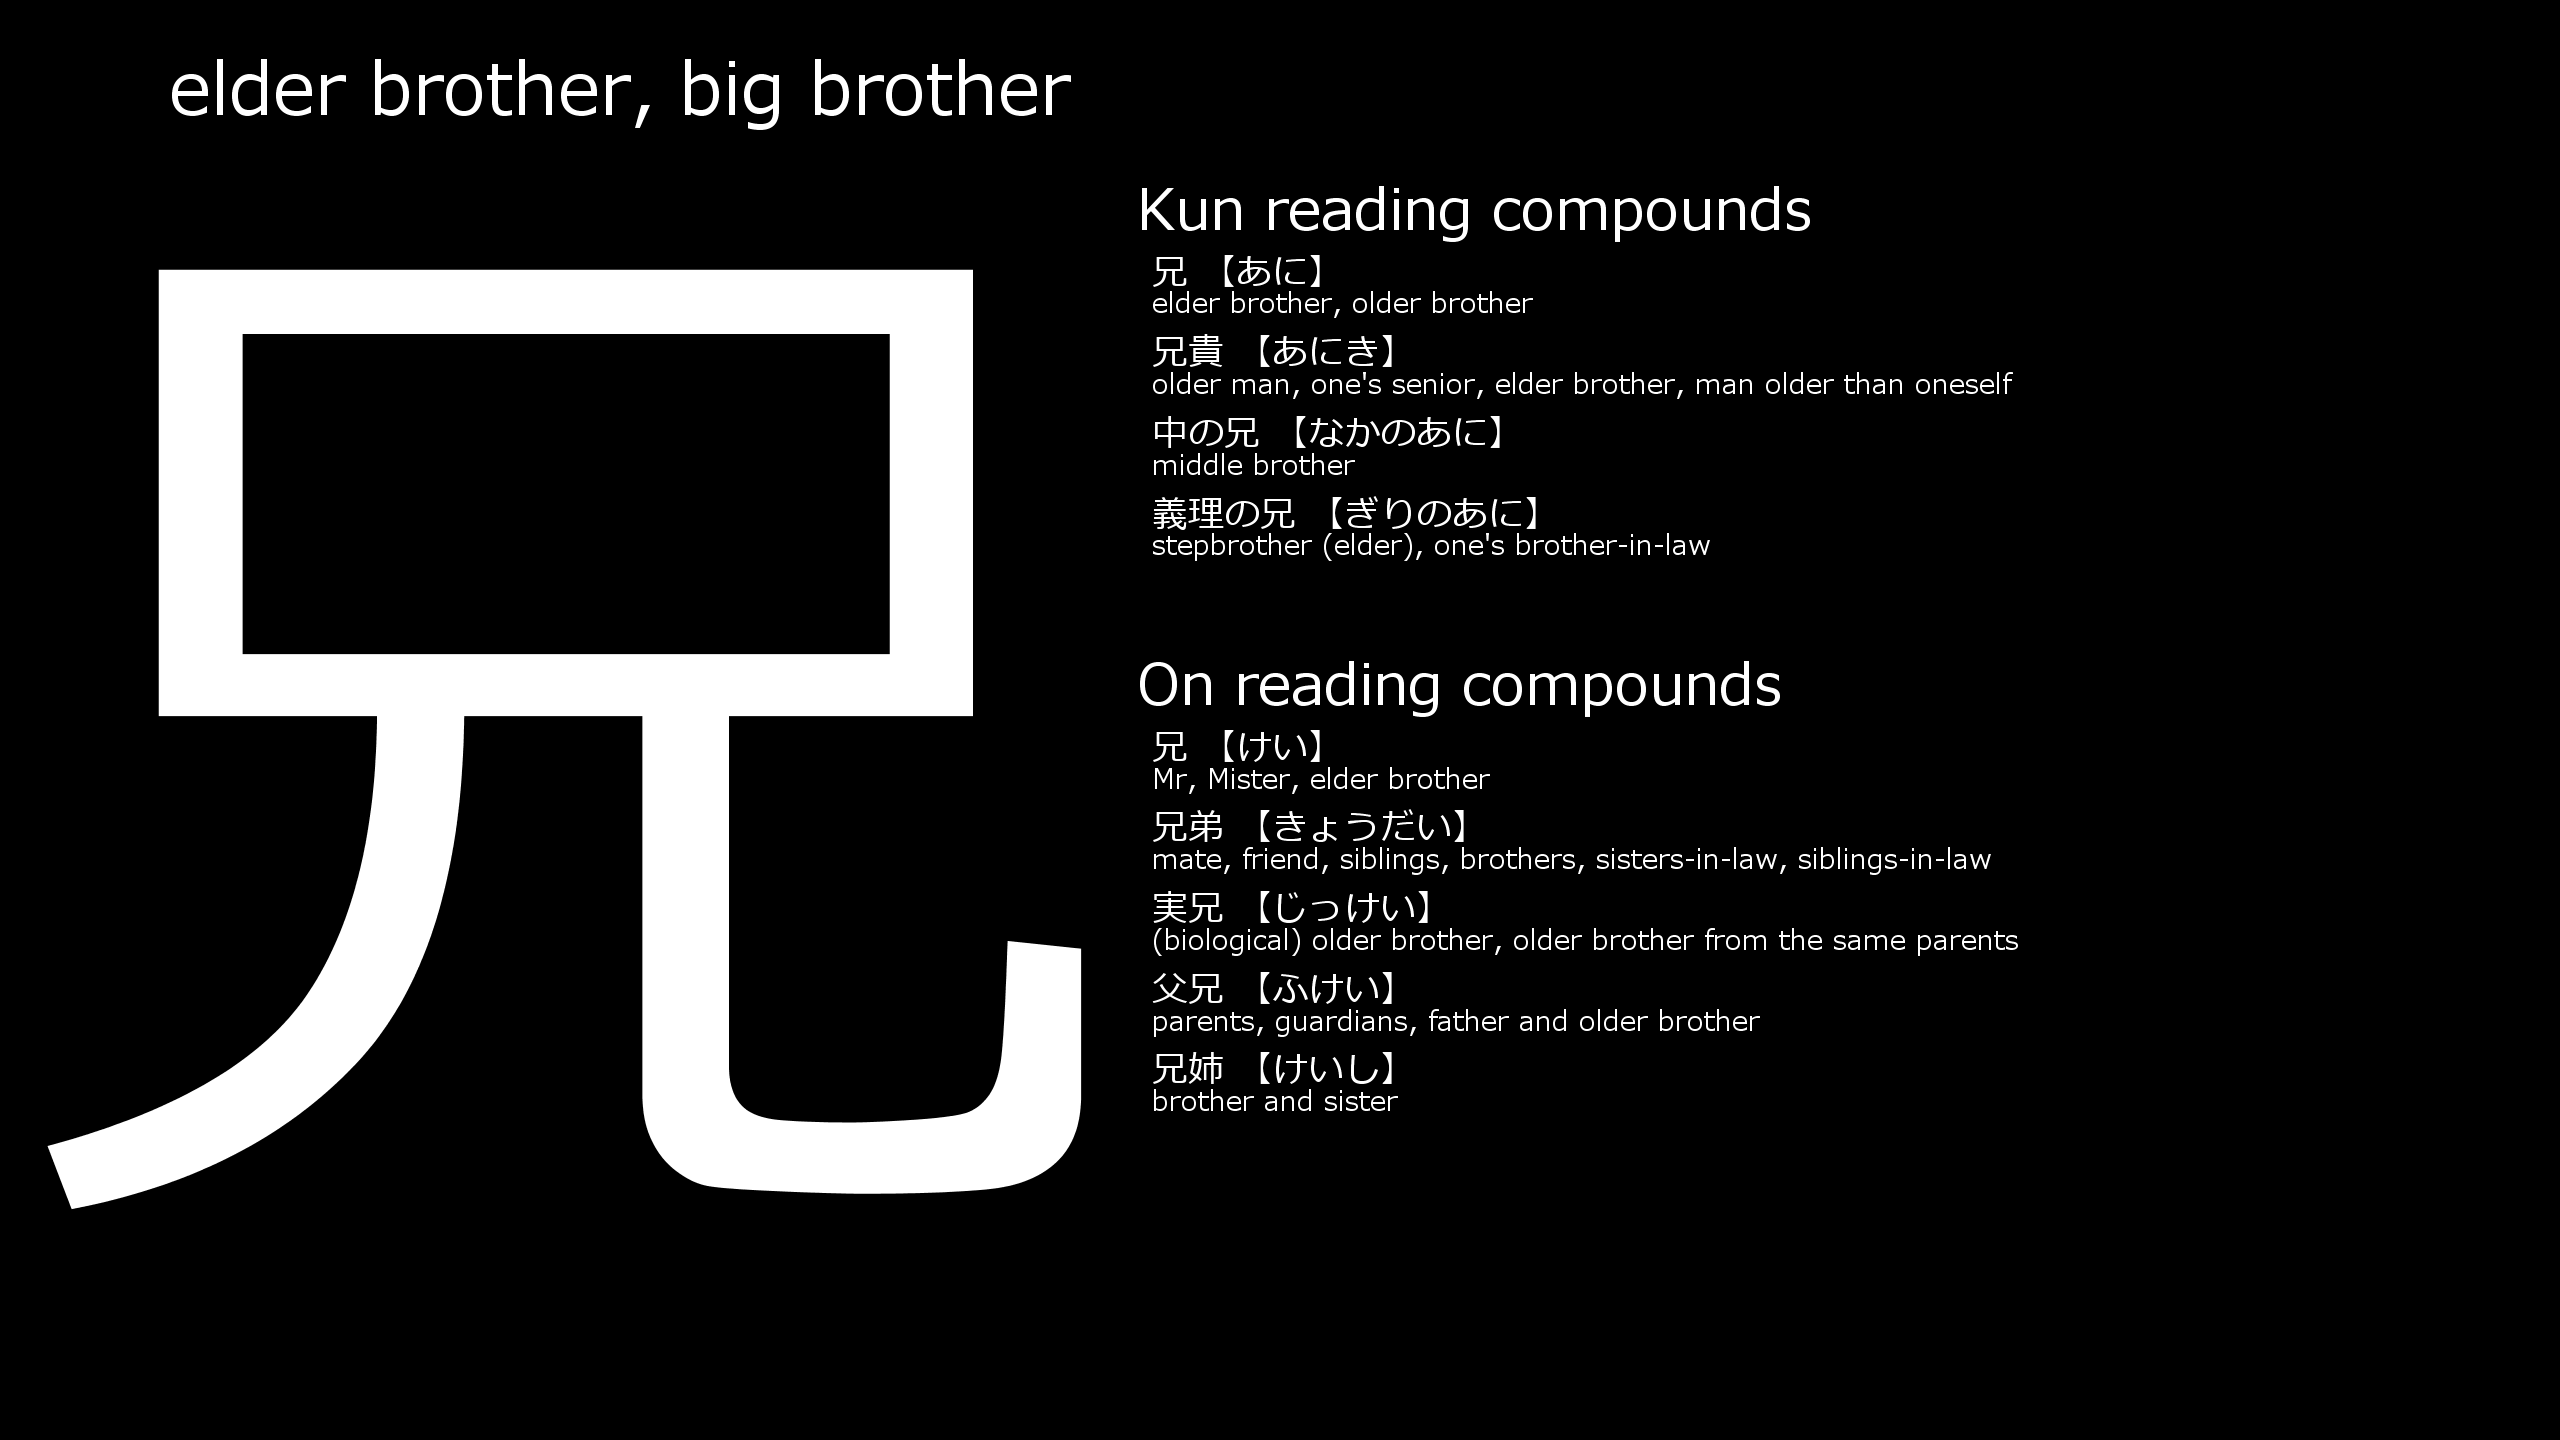 elder brother, big brother
兄
Kun reading compounds
兄 【あに】
elder brother, older brother
兄貴 【あにき】
older man, one's senior, elder brother, man older than oneself
中の兄 【なかのあに】
middle brother
義理の兄 【ぎりのあに】
stepbrother (elder), one's brother-in-law
On reading compounds
兄 【けい】
Mr, Mister, elder brother
兄弟 【きょうだい】
mate, friend, siblings, brothers, sisters-in-law, siblings-in-law
実兄 【じっけい】
(biological) older brother, older brother from the same parents
父兄 【ふけい】
parents, guardians, father and older brother
兄姉 【けいし】
brother and sister